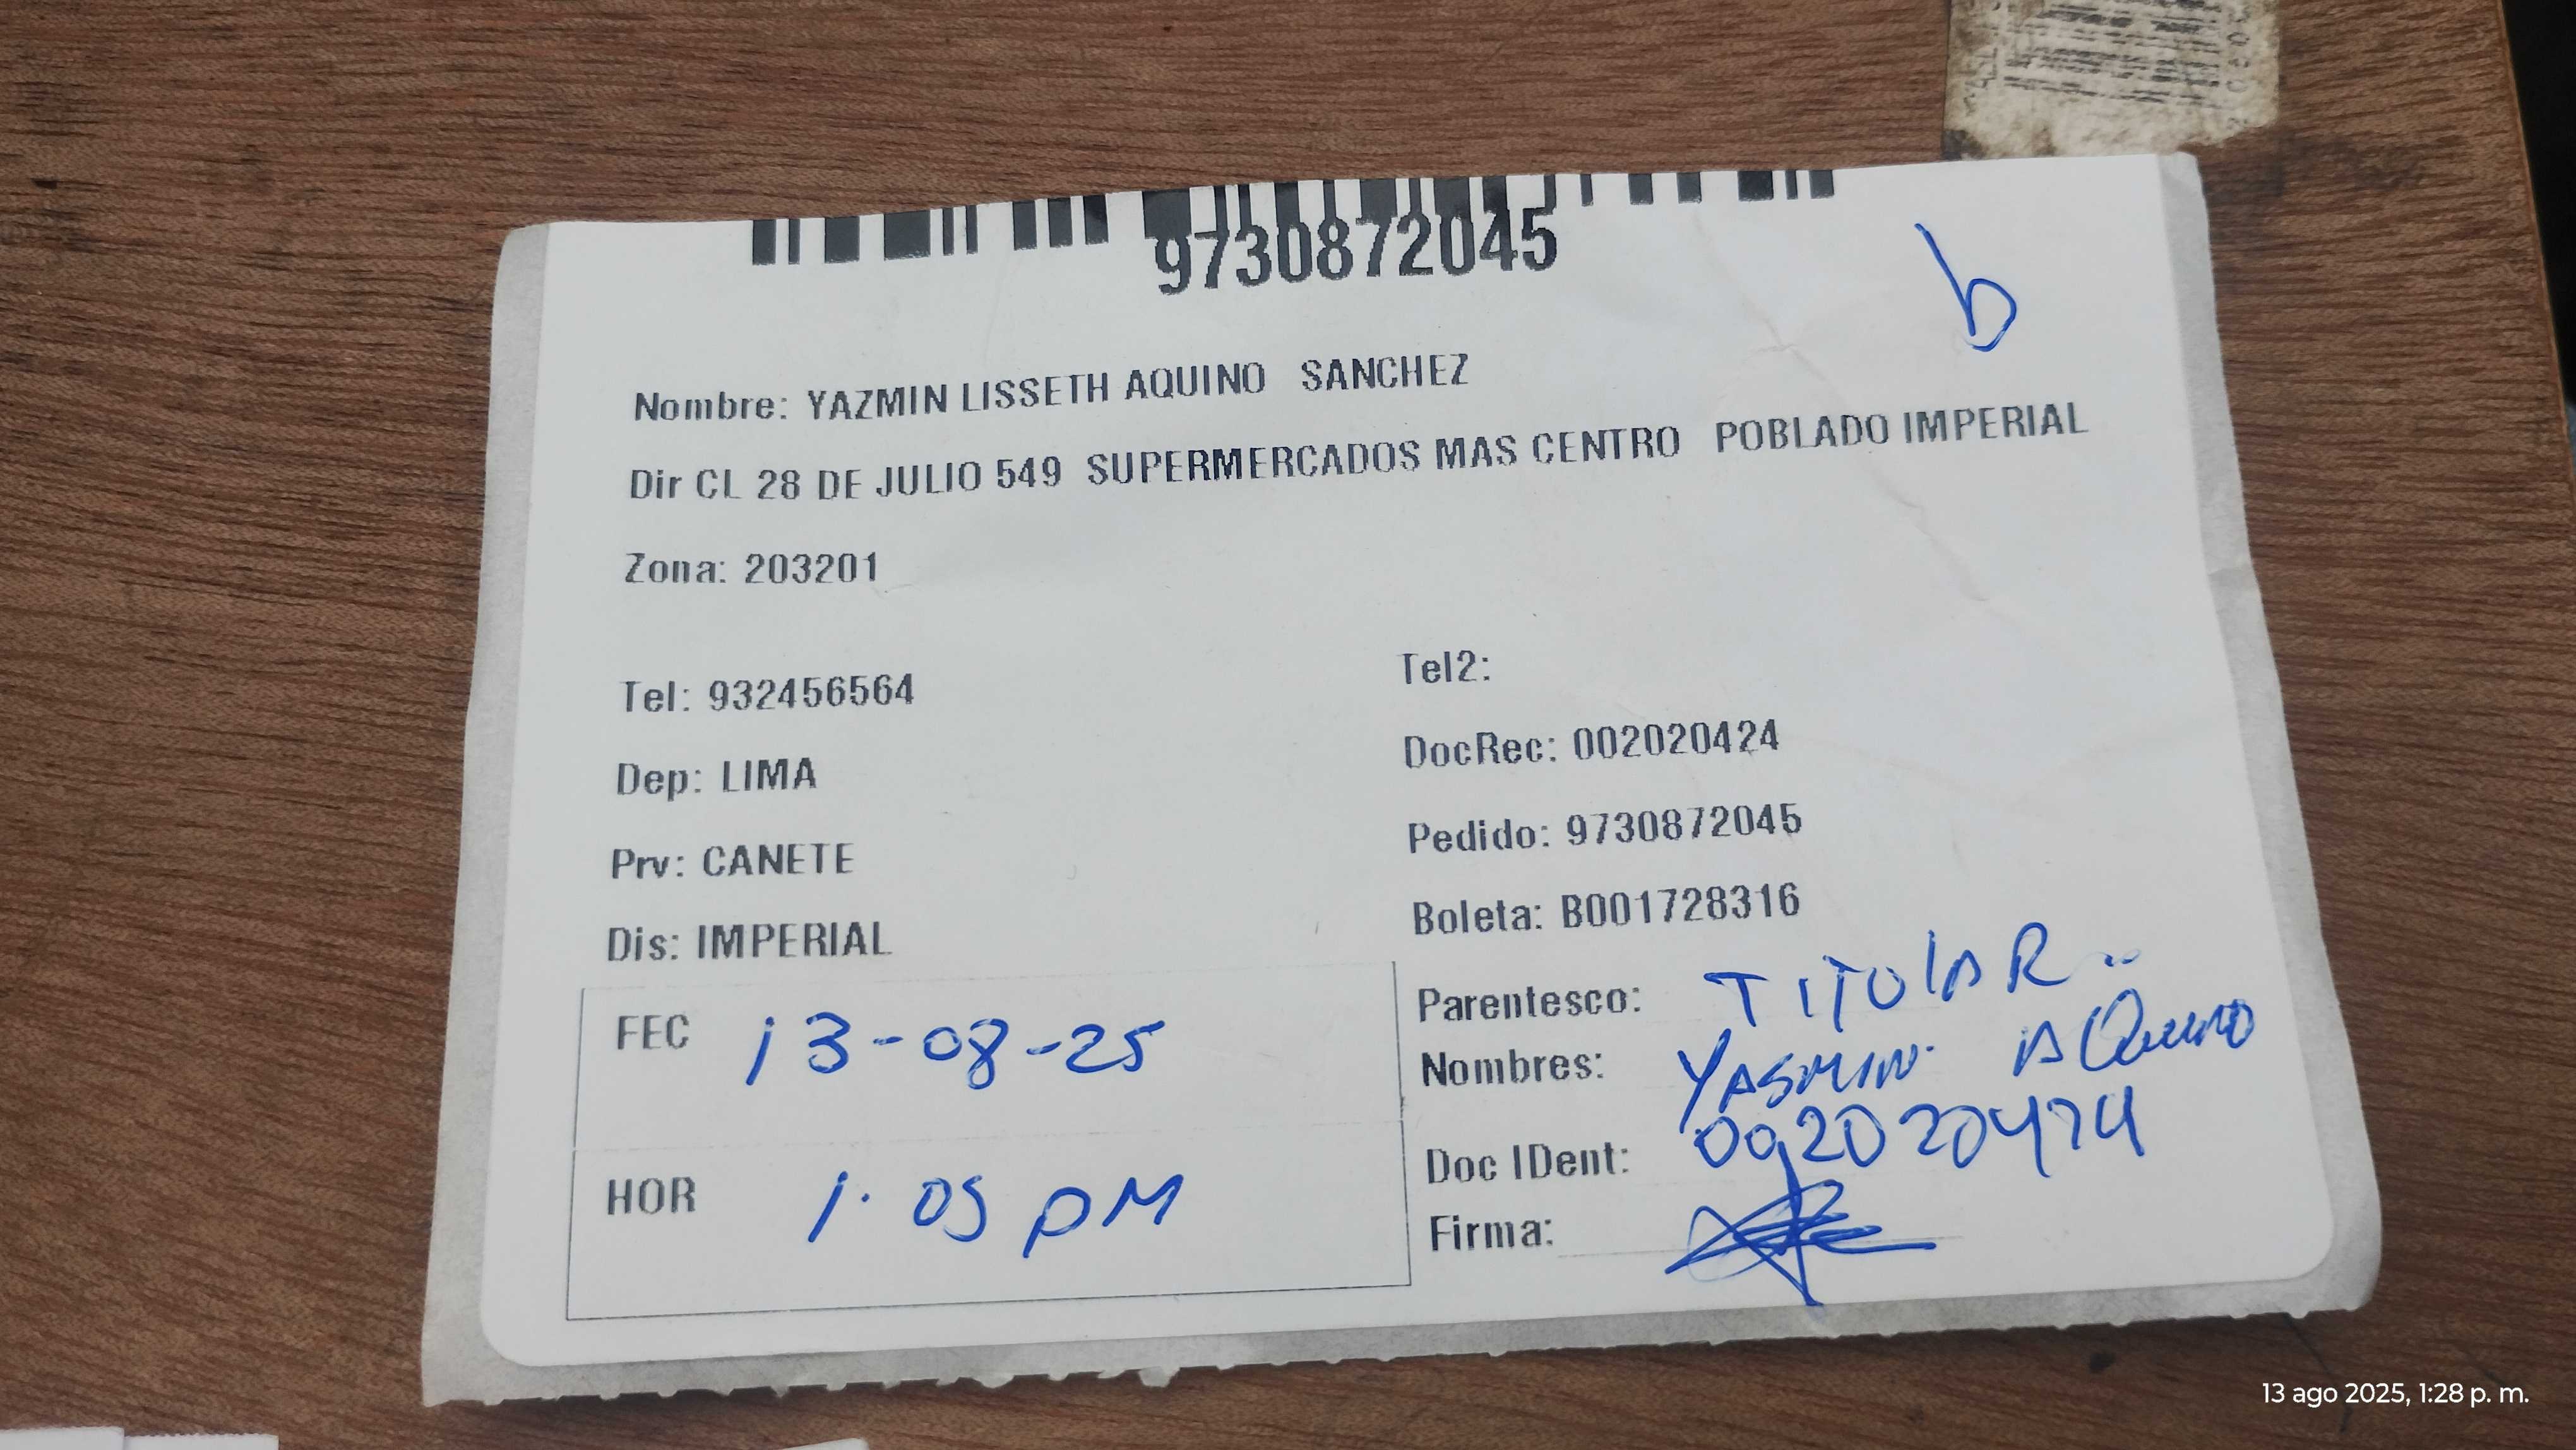 9730872045
b
Nombre: YAZMIN LISSETH AQUINO SANCHEZ
Dir CL 28 DE JULIO 549 SUPERMERCADOS MAS CENTRO POBLADO IMPERIAL
Zona: 203201
Tel: 932456564
Tel2:
Dep: LIMA
DocRec: 002020424
Prv: CANETE
Pedido: 9730872045
Dis: IMPERIAL
Boleta: B001728316
FEC 13-08-25
Parentesco: TITULAR..
Nombres: YASMIN AQuino
HOR 1.05 PM
Doc IDent: 002020424
Firma:
13 ago 2025, 1:28 p. m.